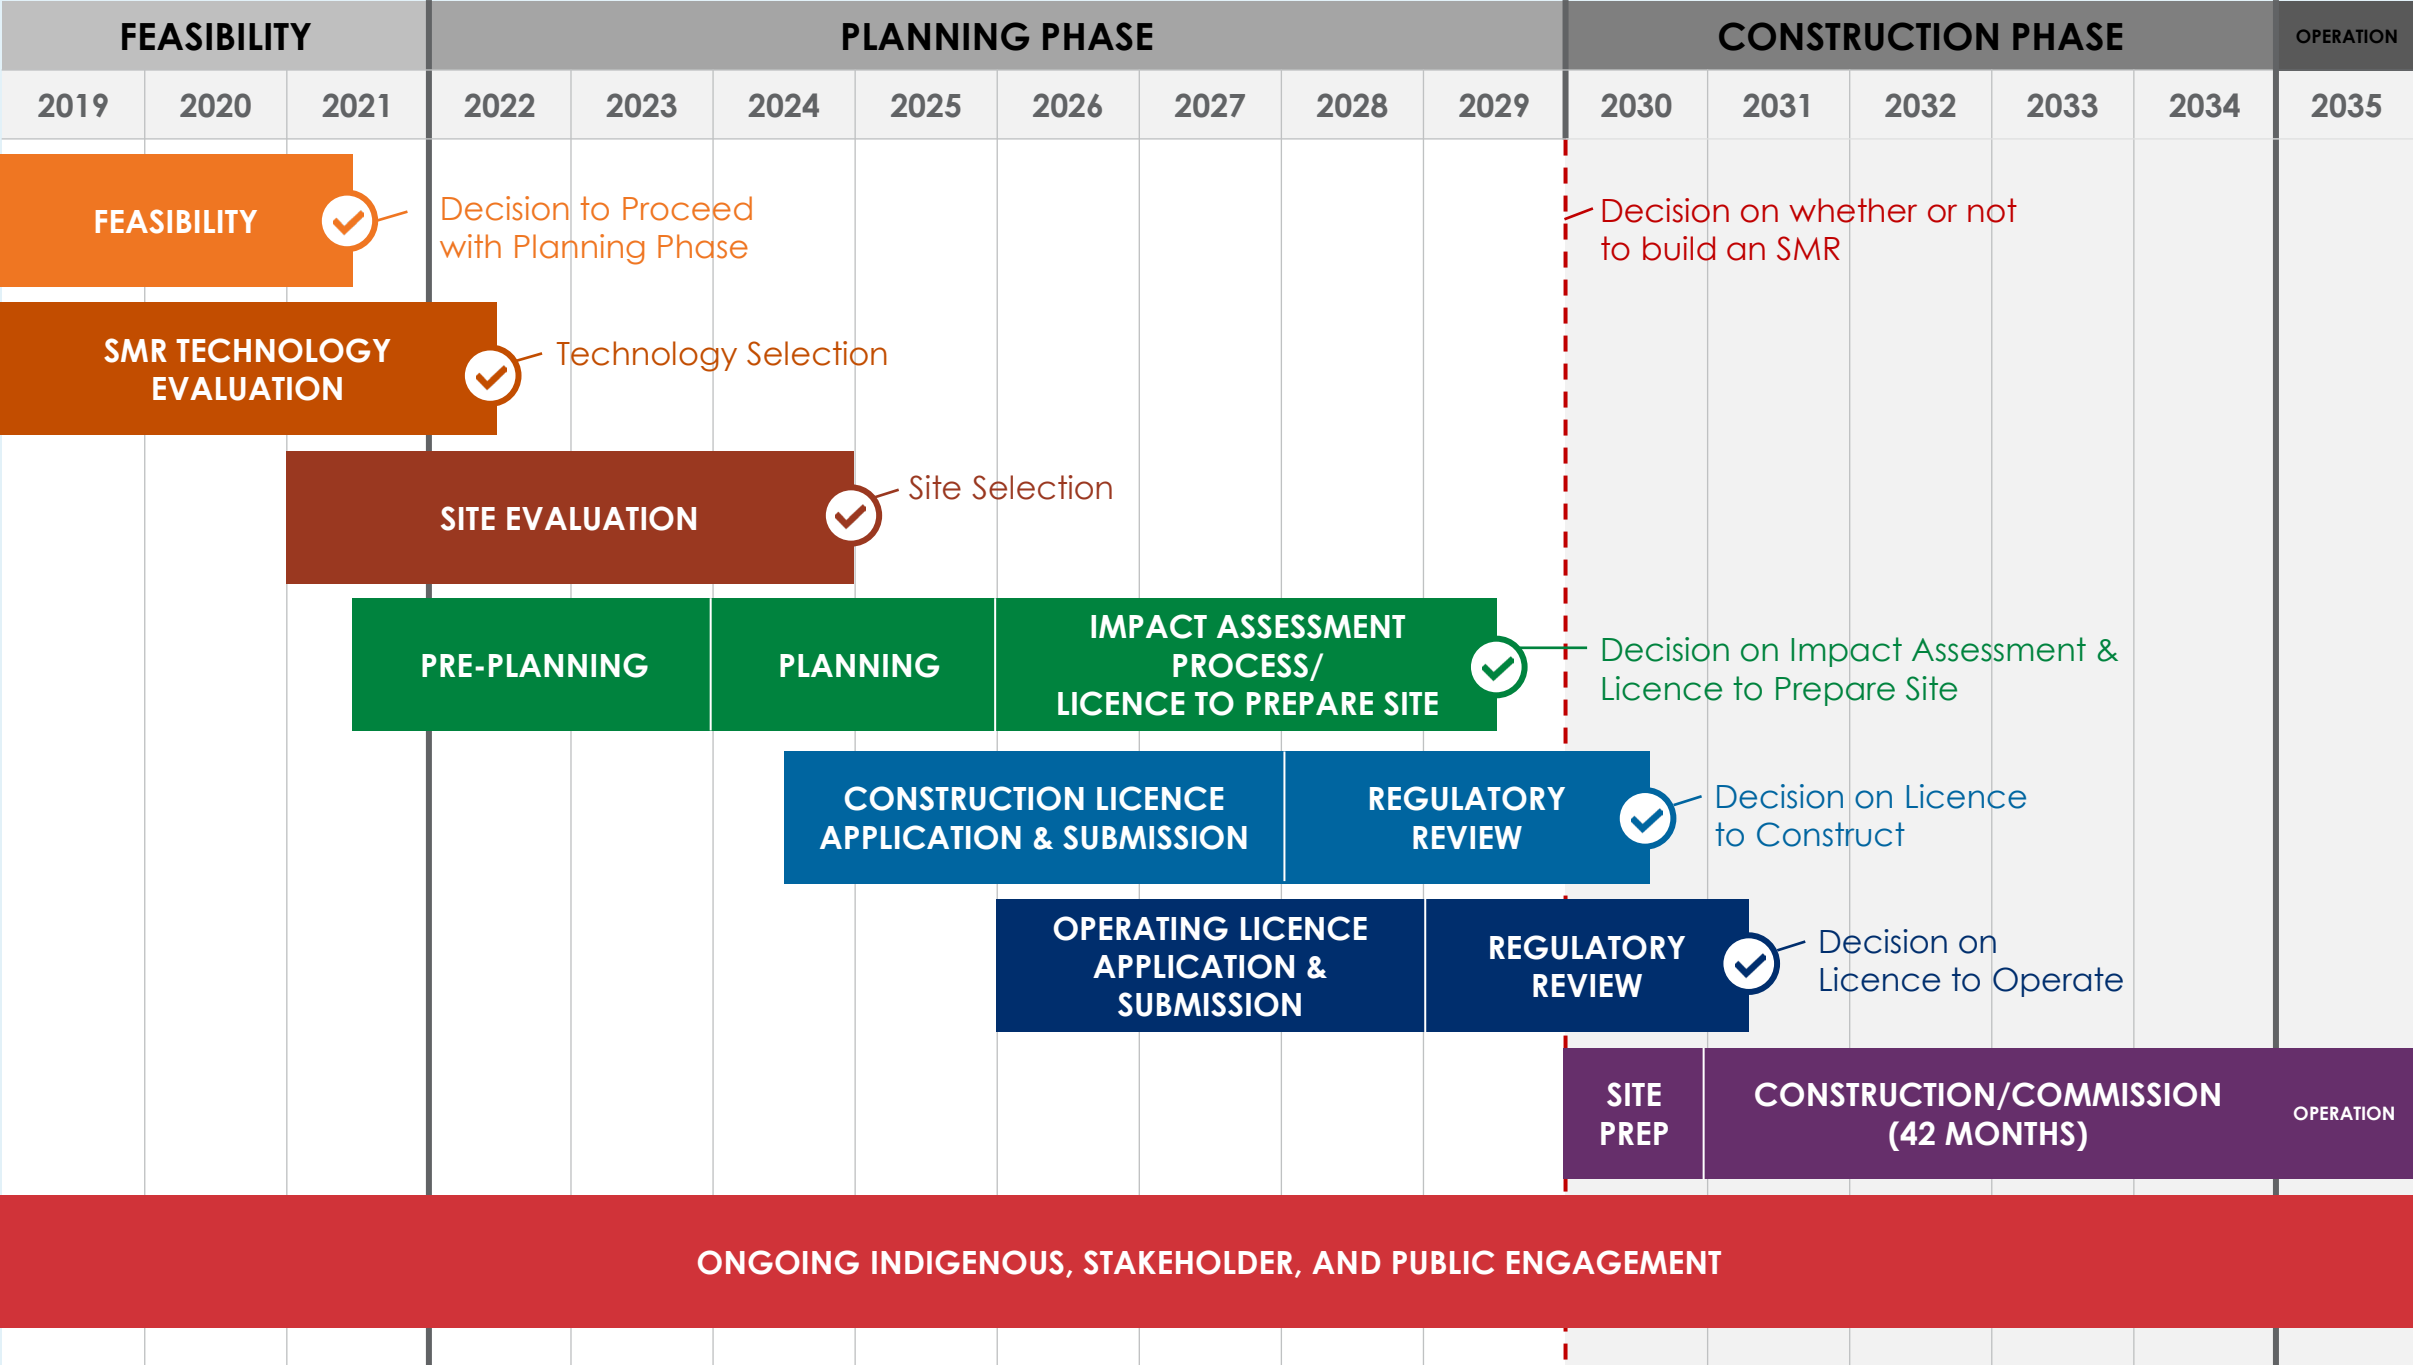 FEASIBILITY
PLANNING PHASE
CONSTRUCTION PHASE
OPERATION
2019 2020 2021 2022 2023 2024 2025 2026 2027 2028 2029 2030 2031 2032 2033 2034 2035
FEASIBILITY
Decision to Proceed
with Planning Phase
Decision on whether or not
to build an SMR
SMR TECHNOLOGY
EVALUATION
Technology Selection
SITE EVALUATION
Site Selection
PRE-PLANNING
PLANNING
IMPACT ASSESSMENT
PROCESS/
LICENCE TO PREPARE SITE
Decision on Impact Assessment &
Licence to Prepare Site
CONSTRUCTION LICENCE
APPLICATION & SUBMISSION
REGULATORY
REVIEW
Decision on Licence
to Construct
OPERATING LICENCE
APPLICATION &
SUBMISSION
REGULATORY
REVIEW
Decision on
Licence to Operate
SITE
PREP
CONSTRUCTION/COMMISSION
(42 MONTHS)
OPERATION
ONGOING INDIGENOUS, STAKEHOLDER, AND PUBLIC ENGAGEMENT